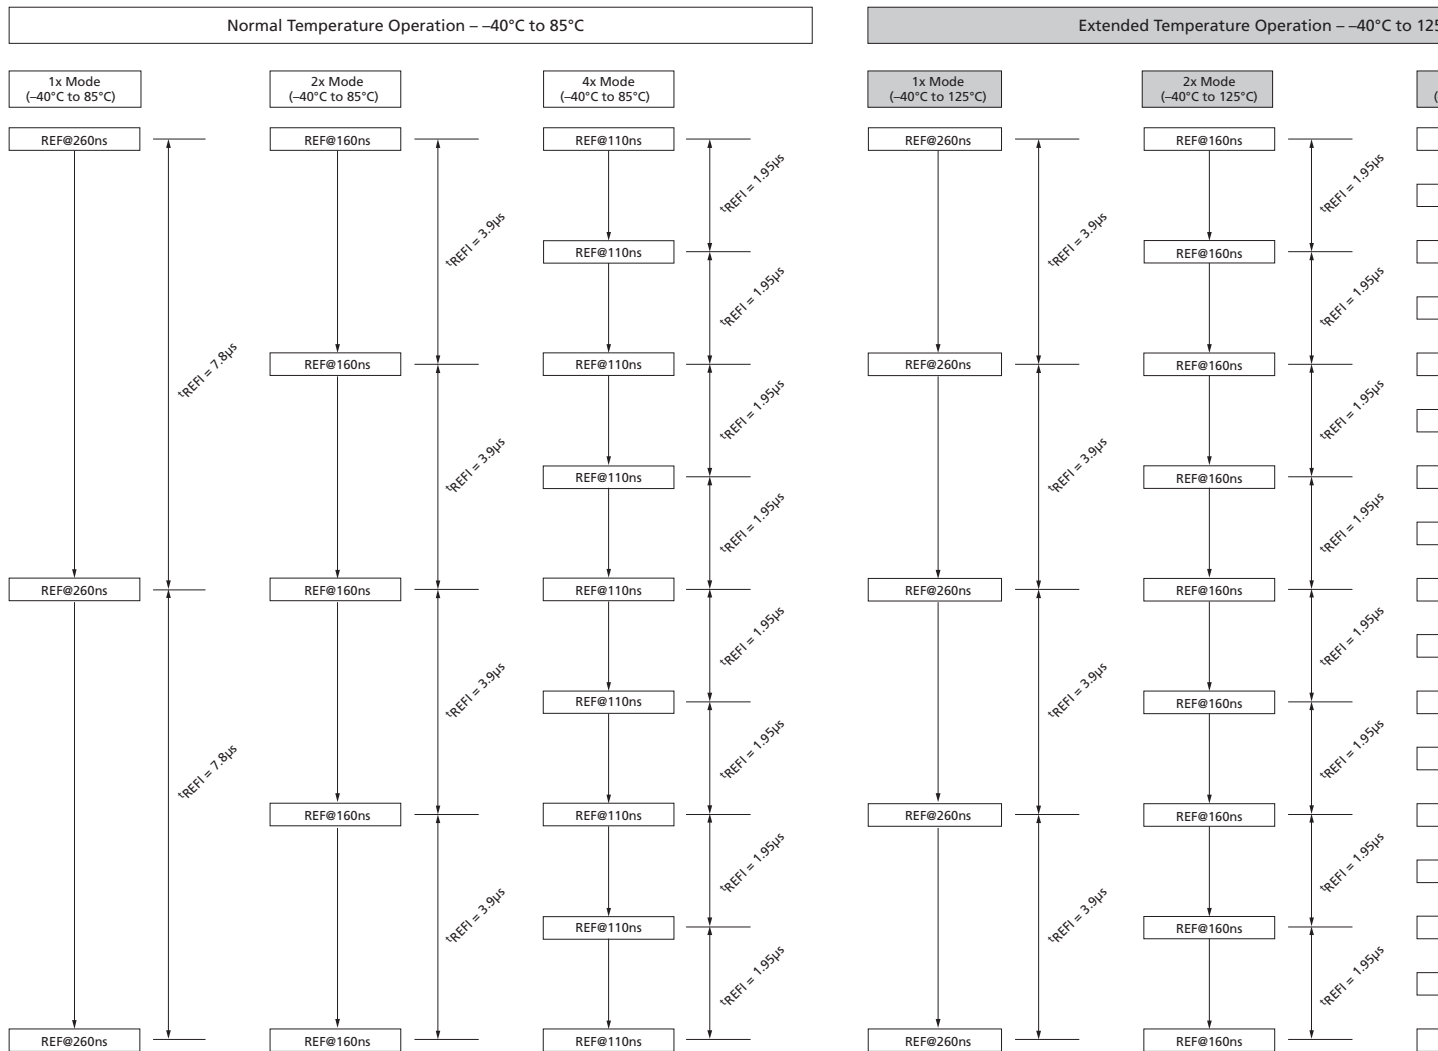 Normal Temperature Operation – –40°C to 85°C
1x Mode
(–40°C to 85°C)
REF@260ns
tREFI = 7.8µs
REF@260ns
tREFI = 7.8µs
REF@260ns
2x Mode
(–40°C to 85°C)
REF@160ns
tREFI = 3.9µs
REF@160ns
tREFI = 3.9µs
REF@160ns
tREFI = 3.9µs
REF@160ns
tREFI = 3.9µs
REF@160ns
4x Mode
(–40°C to 85°C)
REF@110ns
tREFI = 1.95µs
REF@110ns
tREFI = 1.95µs
REF@110ns
tREFI = 1.95µs
REF@110ns
tREFI = 1.95µs
REF@110ns
tREFI = 1.95µs
REF@110ns
tREFI = 1.95µs
REF@110ns
tREFI = 1.95µs
REF@110ns
tREFI = 1.95µs
REF@110ns
Extended Temperature Operation – –40°C to 125
1x Mode
(–40°C to 125°C)
REF@260ns
tREFI = 3.9µs
REF@260ns
tREFI = 3.9µs
REF@260ns
tREFI = 3.9µs
REF@260ns
tREFI = 3.9µs
REF@260ns
2x Mode
(–40°C to 125°C)
REF@160ns
tREFI = 1.95µs
REF@160ns
tREFI = 1.95µs
REF@160ns
tREFI = 1.95µs
REF@160ns
tREFI = 1.95µs
REF@160ns
tREFI = 1.95µs
REF@160ns
tREFI = 1.95µs
REF@160ns
tREFI = 1.95µs
REF@160ns
tREFI = 1.95µs
REF@160ns
(